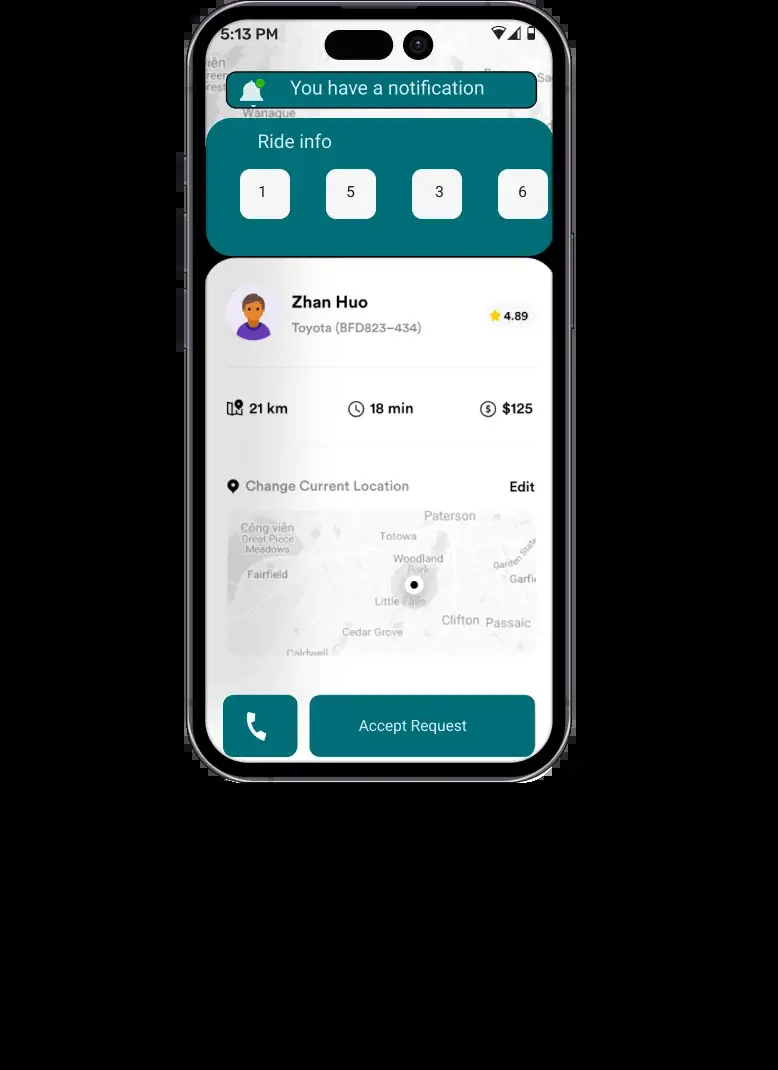 5:13 PM
You have a notification
Wanaque
Ride info
1 5 3 6
Zhan Huo
Toyota (BFD823–434)
4.89
21 km
18 min
$125
Change Current Location
Edit
Paterson
Công viên
Great Piece
Meadows
Totowa
Woodland
Park
Garden State
Fairfield
Little Falls
Clifton
Passaic
Cedar Grove
Caldwell
Accept Request